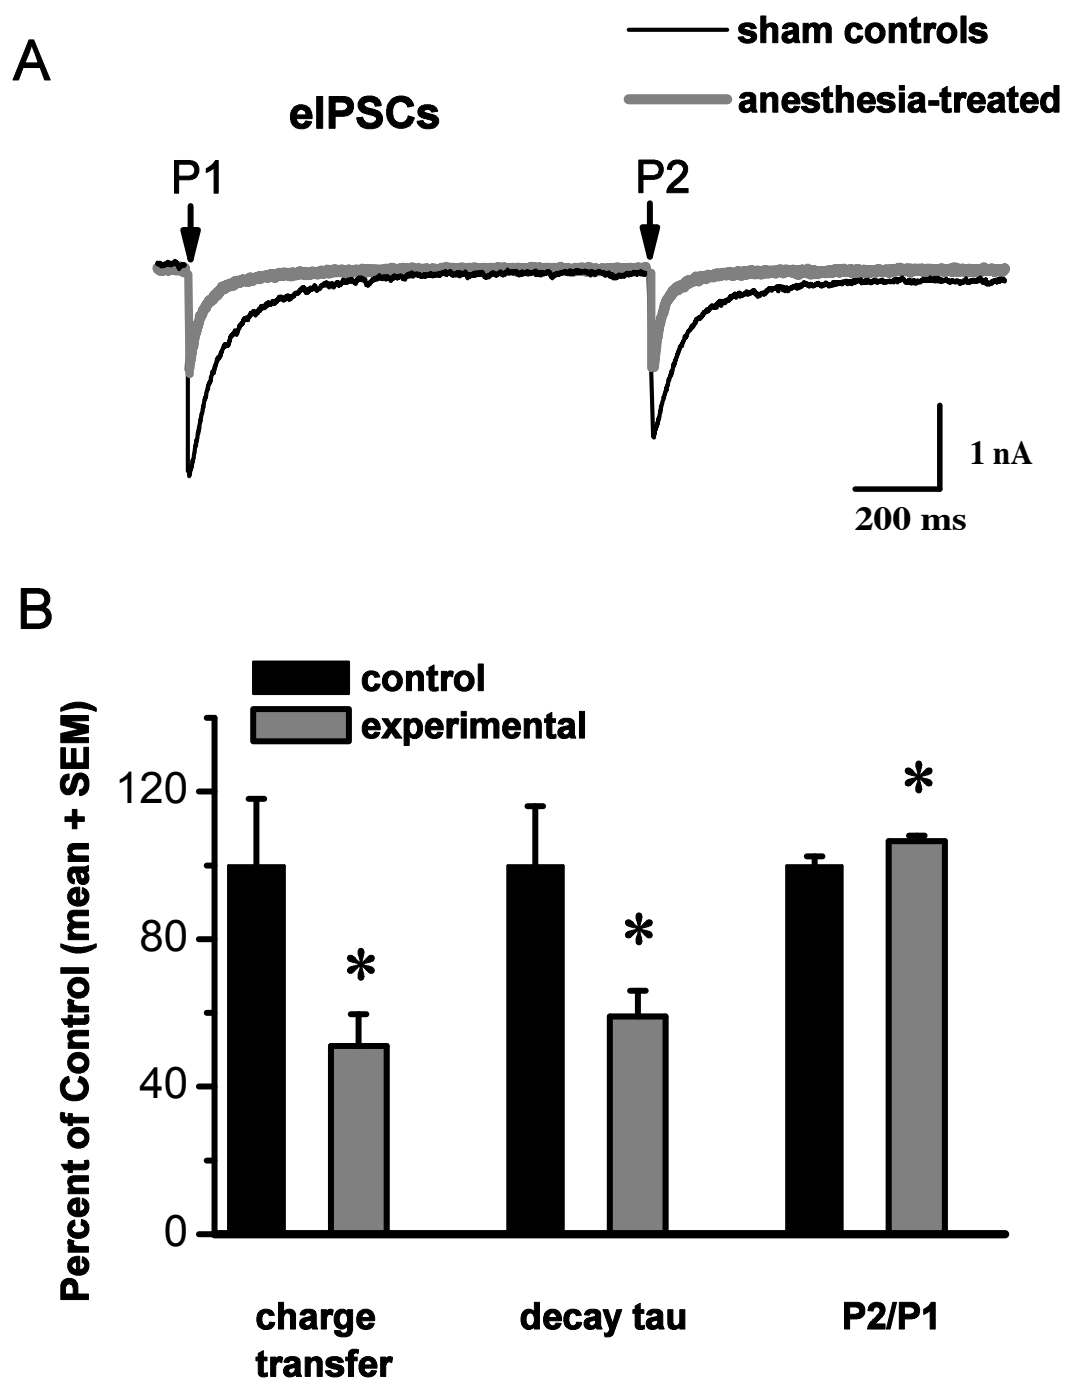 A
sham controls
anesthesia-treated
eIPSCs
P1
P2
1 nA
200 ms
B
control
experimental
Percent of Control (mean + SEM)
120
80
40
0
*
*
*
charge
transfer
decay tau
P2/P1